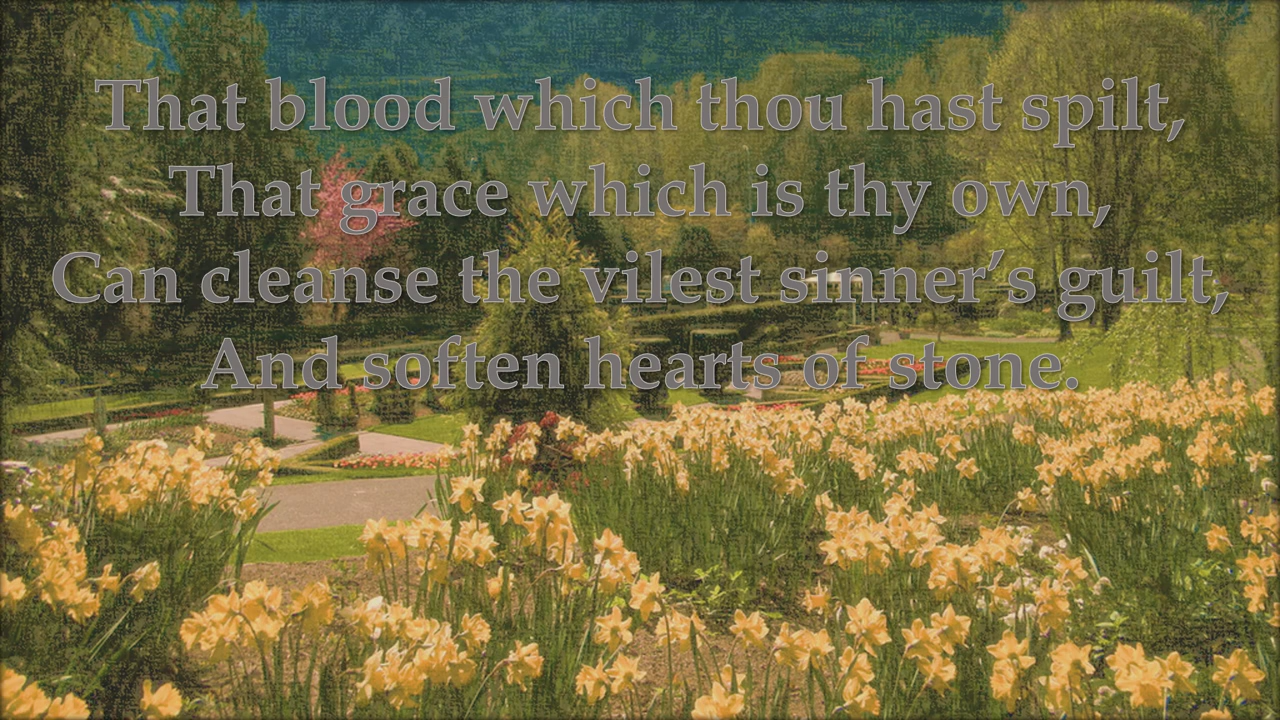 That blood which thou hast spilt,
That grace which is thy own,
Can cleanse the vilest sinner’s guilt,
And soften hearts of stone.